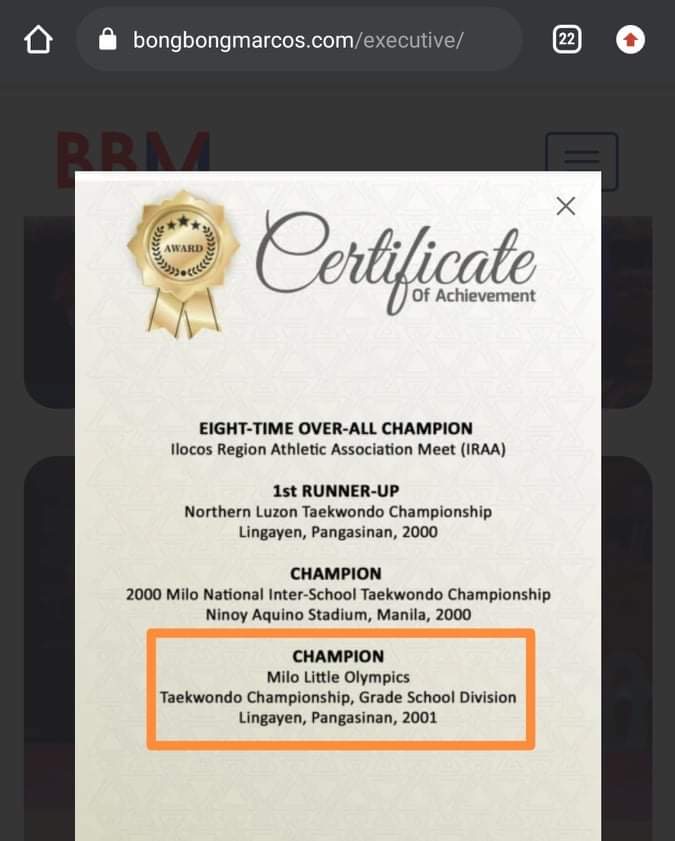 bongbongmarcos.com/executive/
22
BBM
AWARD
Certificate
Of Achievement
EIGHT-TIME OVER-ALL CHAMPION
Ilocos Region Athletic Association Meet (IRAA)
1st RUNNER-UP
Northern Luzon Taekwondo Championship
Lingayen, Pangasinan, 2000
CHAMPION
2000 Milo National Inter-School Taekwondo Championship
Ninoy Aquino Stadium, Manila, 2000
CHAMPION
Milo Little Olympics
Taekwondo Championship, Grade School Division
Lingayen, Pangasinan, 2001